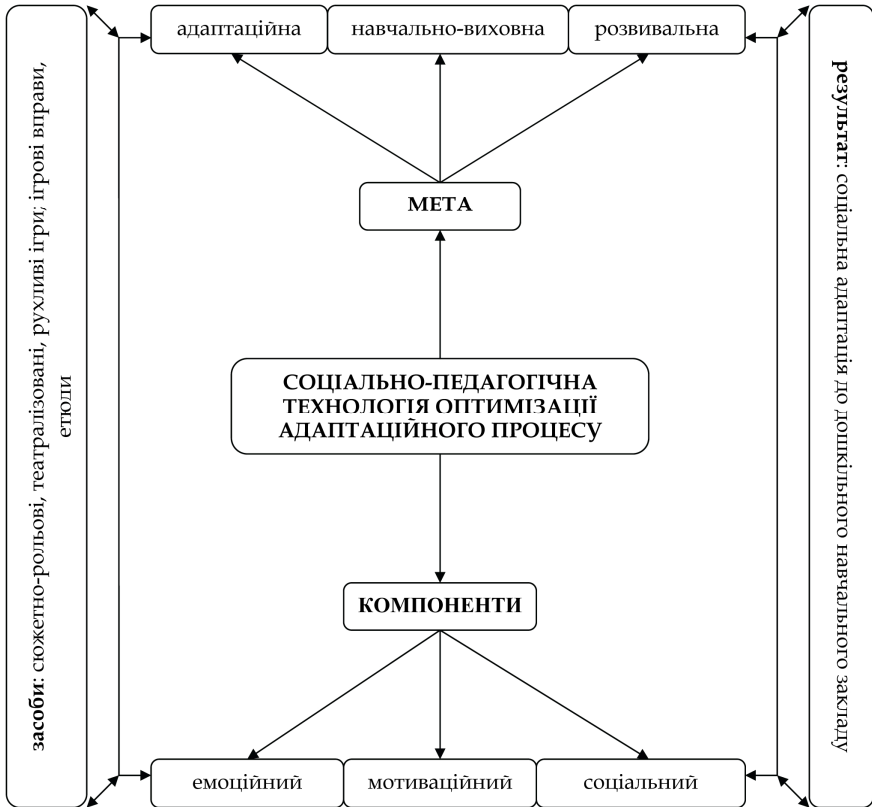 адаптаційна
навчально-виховна
розвивальна
МЕТА
СОЦІАЛЬНО-ПЕДАГОГІЧНА
ТЕХНОЛОГІЯ ОПТИМІЗАЦІЇ
АДАПТАЦІЙНОГО ПРОЦЕСУ
КОМПОНЕНТИ
емоційний
мотиваційний
соціальний
засоби: сюжетно-рольові, театралізовані, рухливі ігри; ігрові вправи,
етюди
результат: соціальна адаптація до дошкільного навчального закладу